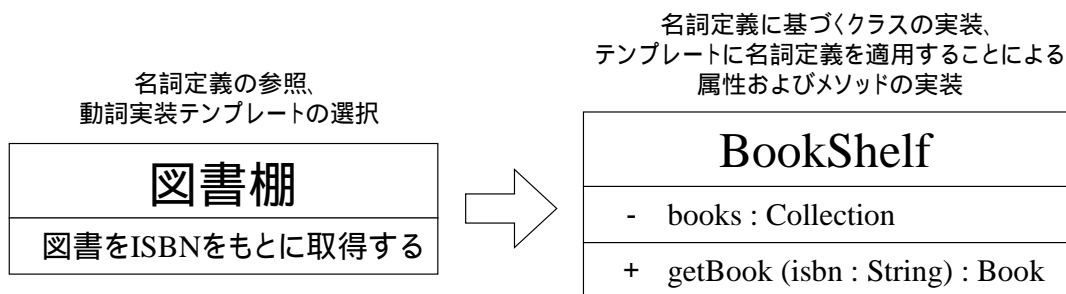 名詞定義の参照、
動詞実装テンプレートの選択
図書棚
図書をISBNをもとに取得する
名詞定義に基づくクラスの実装、
テンプレートに名詞定義を適用することによる
属性およびメソッドの実装
BookShelf
- books : Collection
+ getBook (isbn : String) : Book